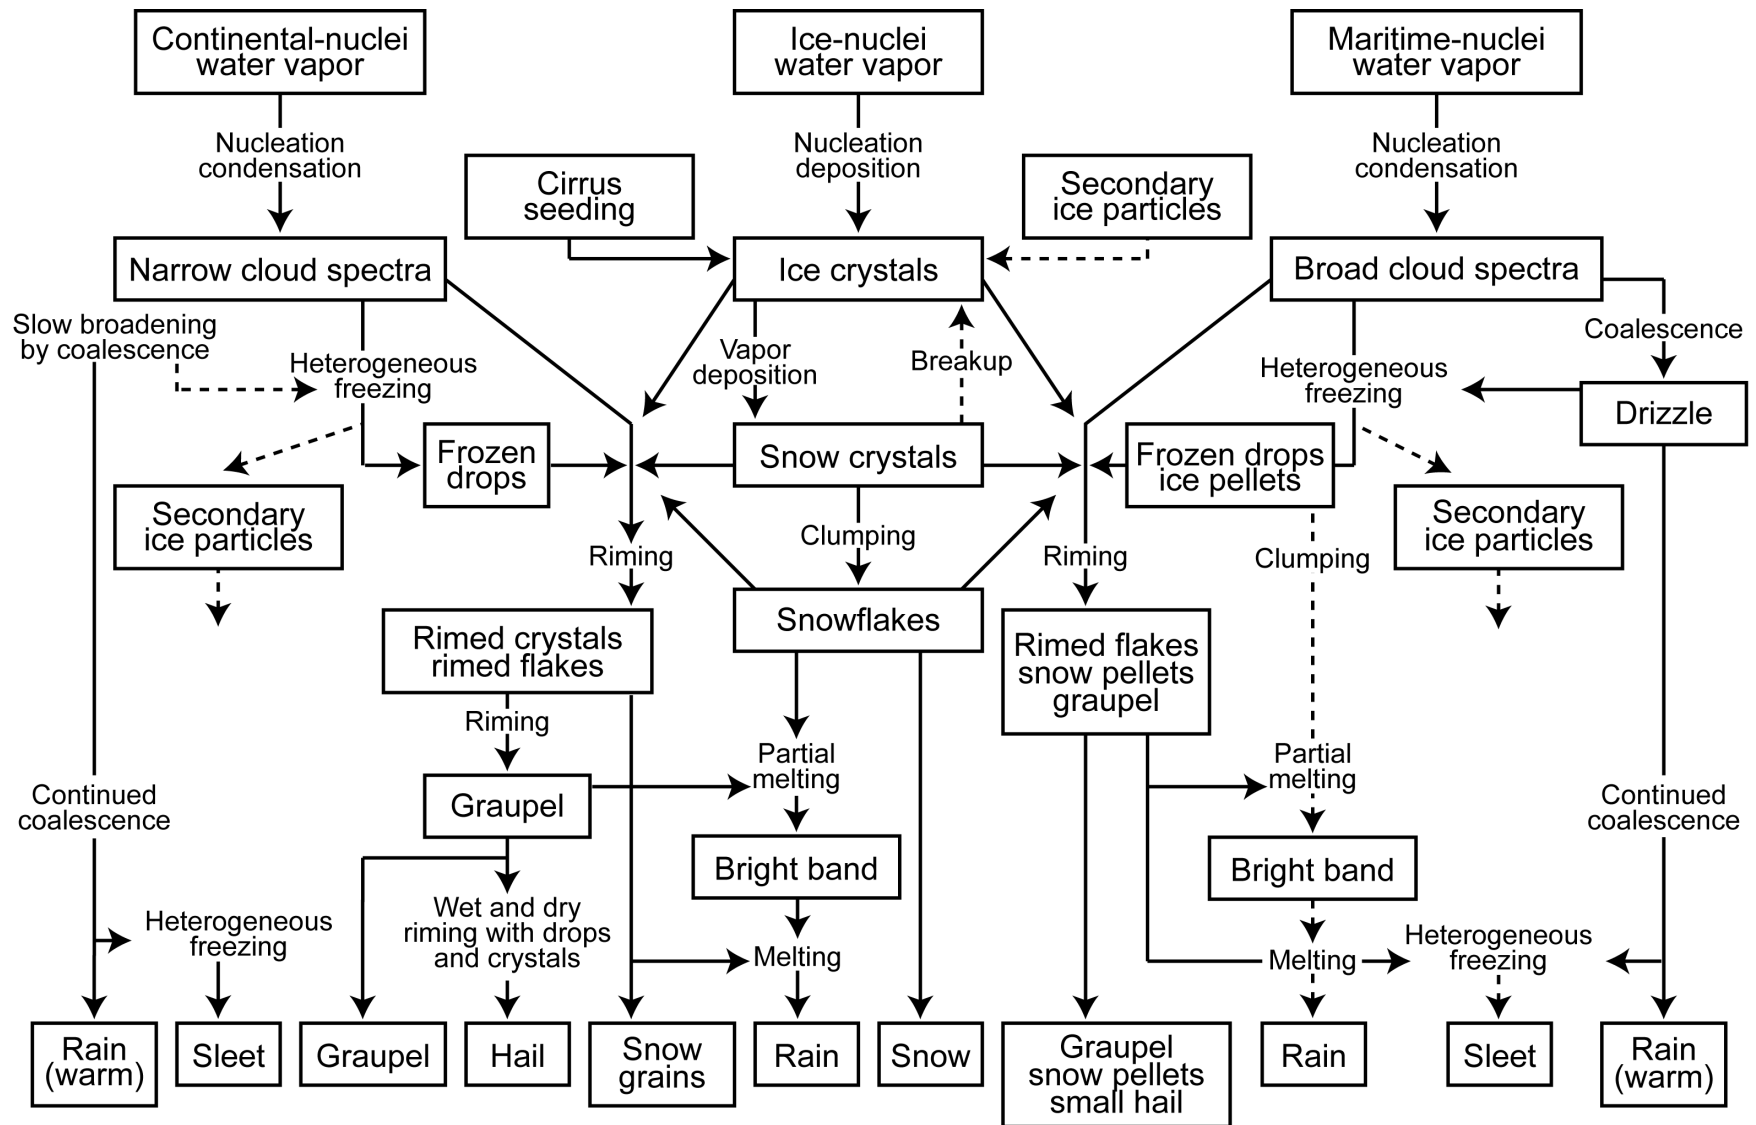 Continental-nuclei
water vapor
Ice-nuclei
water vapor
Maritime-nuclei
water vapor
Nucleation
condensation
Nucleation
deposition
Nucleation
condensation
Cirrus
seeding
Secondary
ice particles
Narrow cloud spectra
Ice crystals
Broad cloud spectra
Slow broadening
by coalescence
Heterogeneous
freezing
Vapor
deposition
Breakup
Heterogeneous
freezing
Coalescence
Drizzle
Frozen
drops
Snow crystals
Frozen drops
ice pellets
Secondary
ice particles
Riming
Clumping
Riming
Clumping
Secondary
ice particles
Rimed crystals
rimed flakes
Snowflakes
Rimed flakes
snow pellets
graupel
Riming
Partial
melting
Partial
melting
Continued
coalescence
Graupel
Continued
coalescence
Bright band
Bright band
Heterogeneous
freezing
Wet and dry
riming with drops
and crystals
Melting
Melting
Heterogeneous
freezing
Rain
(warm)
Sleet
Graupel
Hail
Snow
grains
Rain
Snow
Graupel
snow pellets
small hail
Rain
Sleet
Rain
(warm)